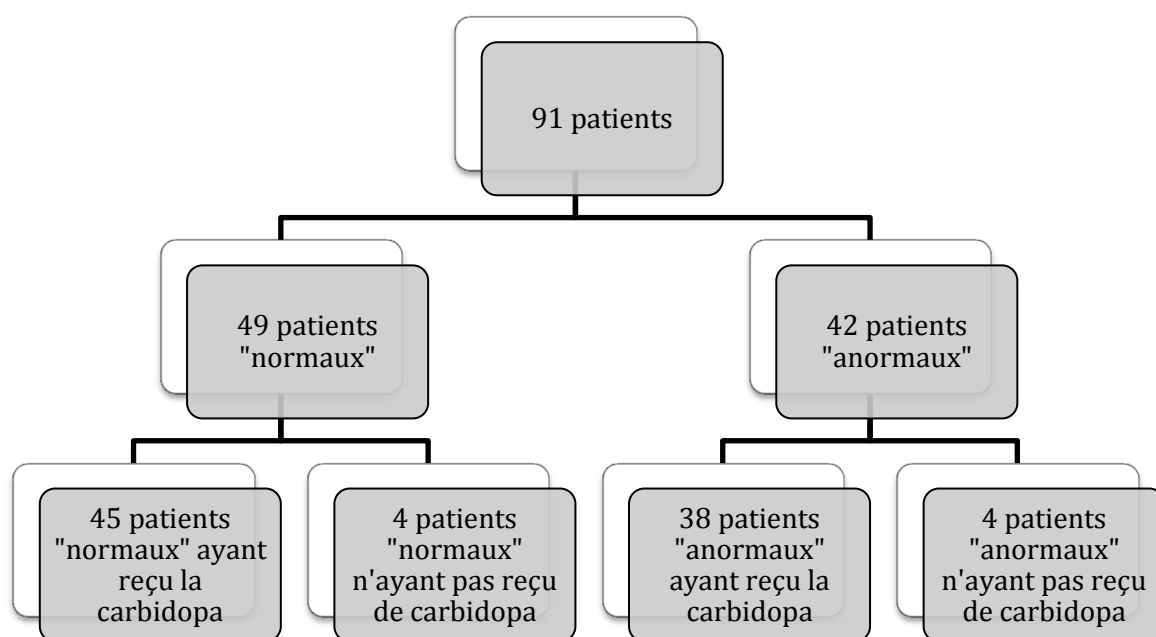 91 patients
49 patients
"normaux"
42 patients
"anormaux"
45 patients
"normaux" ayant
reçu la
carbidopa
4 patients
"normaux"
n'ayant pas reçu
de carbidopa
38 patients
"anormaux"
ayant reçu la
carbidopa
4 patients
"anormaux"
n'ayant pas reçu
de carbidopa